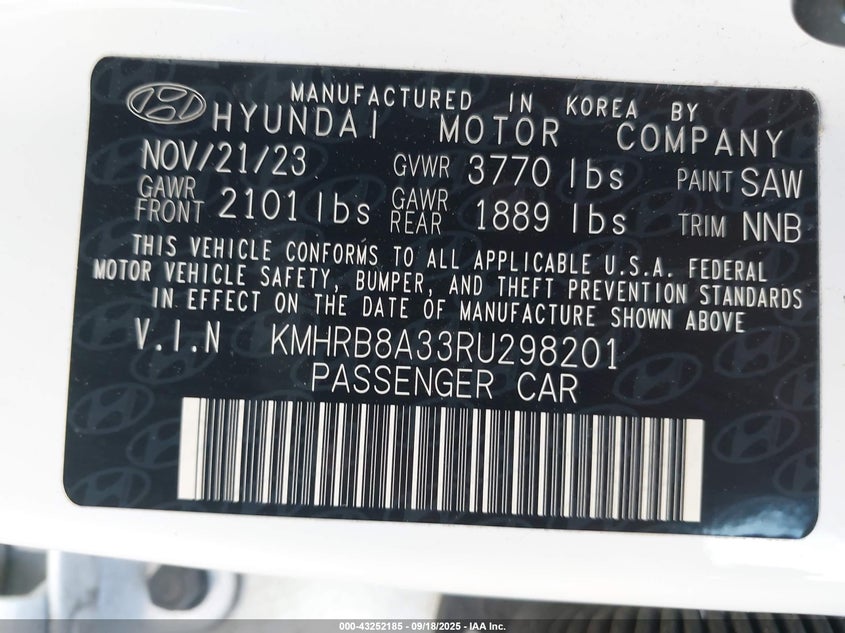 MANUFACTURED IN KOREA BY
HYUNDAI MOTOR COMPANY
NOV/21/23 GVWR 3770 lbs PAINT SAW
GAWR FRONT 2101 lbs GAWR REAR 1889 lbs TRIM NNB
THIS VEHICLE CONFORMS TO ALL APPLICABLE U.S.A. FEDERAL
MOTOR VEHICLE SAFETY, BUMPER, AND THEFT PREVENTION STANDARDS
IN EFFECT ON THE DATE OF MANUFACTURE SHOWN ABOVE
V.I.N KMHRB8A33RU298201
PASSENGER CAR
000-43252185 - 09/18/2025 - IAAI.COM